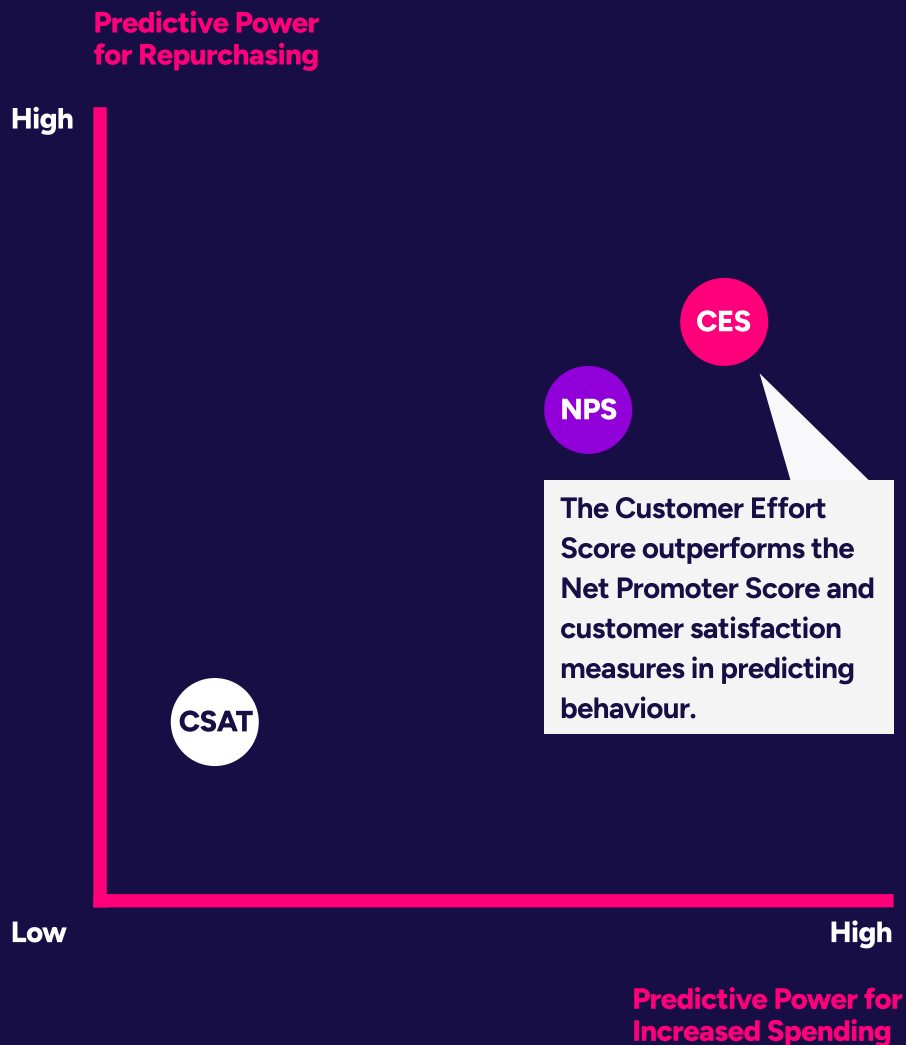 Predictive Power
for Repurchasing
High
CES
NPS
The Customer Effort
Score outperforms the
Net Promoter Score and
customer satisfaction
measures in predicting
behaviour.
CSAT
Low
High
Predictive Power for
Increased Spending